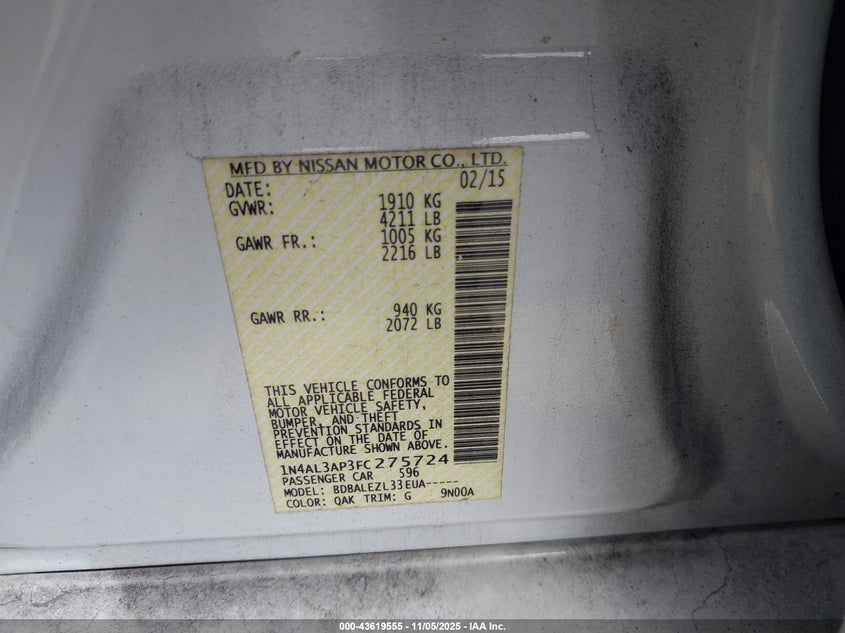 MFD BY NISSAN MOTOR CO., LTD.
DATE: 02/15
GVWR: 1910 KG
4211 LB
GAWR FR.: 1005 KG
2216 LB
GAWR RR.: 940 KG
2072 LB
THIS VEHICLE CONFORMS TO
ALL APPLICABLE FEDERAL
MOTOR VEHICLE SAFETY,
BUMPER, AND THEFT
PREVENTION STANDARDS IN
EFFECT ON THE DATE OF
MANUFACTURE SHOWN ABOVE.
1N4AL3AP3FC275724
PASSENGER CAR 596
MODEL: BDBALEZL33EUA-----
COLOR: QAK TRIM: G 9N00A
000-43619555 - 11/05/2025 - IAA Inc.